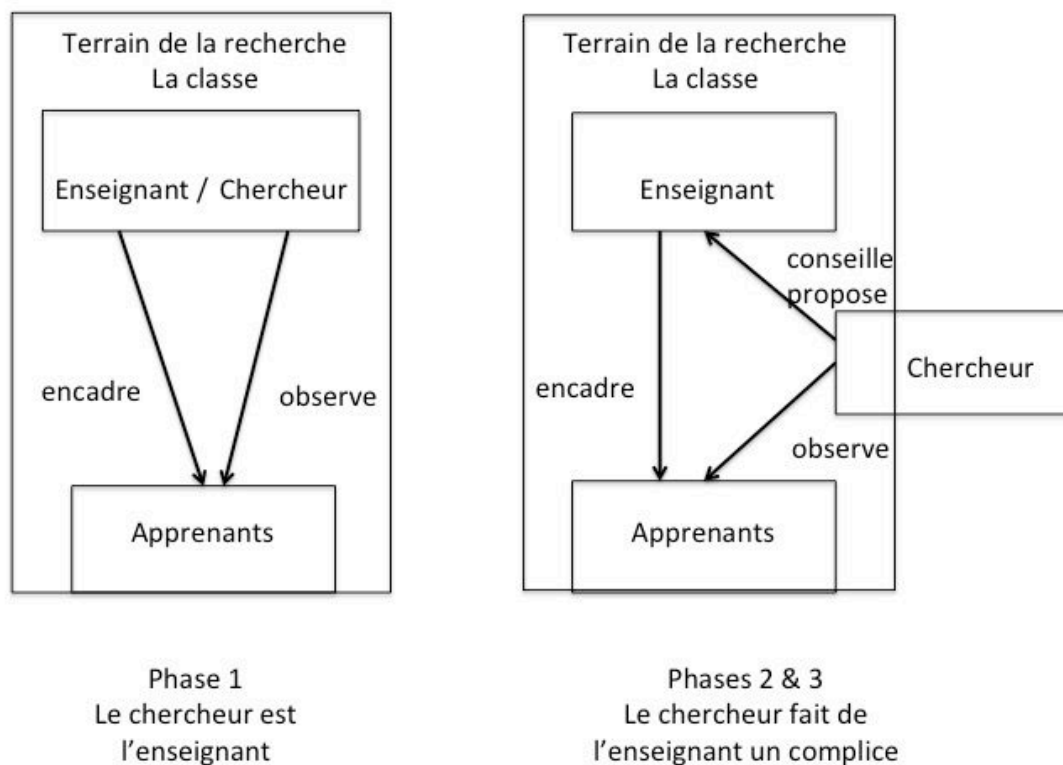 Terrain de la recherche
La classe
Enseignant / Chercheur
encadre
observe
Apprenants
Phase 1
Le chercheur est
l’enseignant
Terrain de la recherche
La classe
Enseignant
conseille
propose
Chercheur
encadre
observe
Apprenants
Phases 2 & 3
Le chercheur fait de
l’enseignant un complice